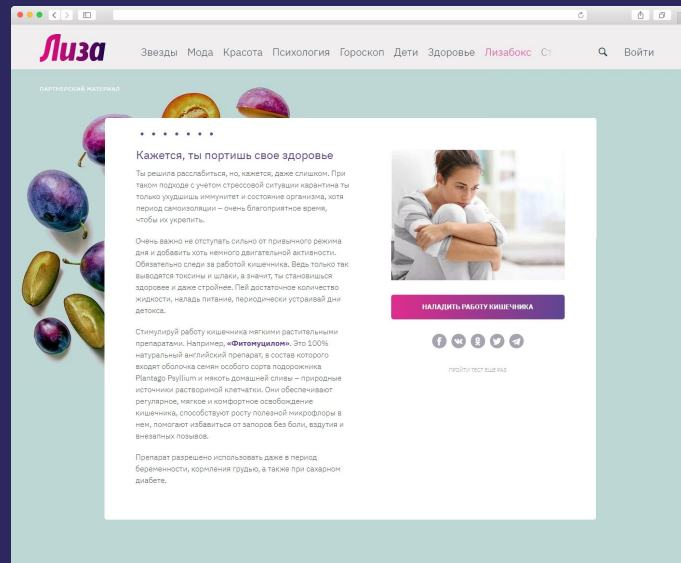 Лиза
Звезды Мода Красота Психология Гороскоп Дети Здоровье Лизабокс Ст
Войти
ПАРТНЕРСКИЙ МАТЕРИАЛ
Кажется, ты портишь свое здоровье
Ты решила расслабиться, но, кажется, даже слишком. При
таком подходе с учетом стрессовой ситуации карантина ты
только ухудшишь иммунитет и состояние организма, хотя
период самоизоляции – очень благоприятное время,
чтобы их укрепить.
Очень важно не отступать сильно от привычного режима
дня и добавить хоть немного двигательной активности.
Обязательно следи за работой кишечника. Ведь только так
выводятся токсины и шлаки, а значит, ты становишься
здоровее и даже стройнее. Пей достаточное количество
жидкости, наладь питание, периодически устраивай дни
детокса.
Стимулируй работу кишечника мягкими растительными
препаратами. Например, «Фитомуцилом». Это 100%
натуральный английский препарат, в состав которого
входят оболочка семян особого сорта подорожника
Plantago Psyllium и мякоть домашней сливы – природные
источники растворимой клетчатки. Они обеспечивают
регулярное, мягкое и комфортное освобождение
кишечника, способствуют росту полезной микрофлоры в
нем, помогают избавиться от запоров без боли, вздутия и
внезапных позывов.
Препарат разрешено использовать даже в период
беременности, кормления грудью, а также при сахарном
диабете.
НАЛАДИТЬ РАБОТУ КИШЕЧНИКА
ПРОЙТИ ТЕСТ ЕЩЕ РАЗ